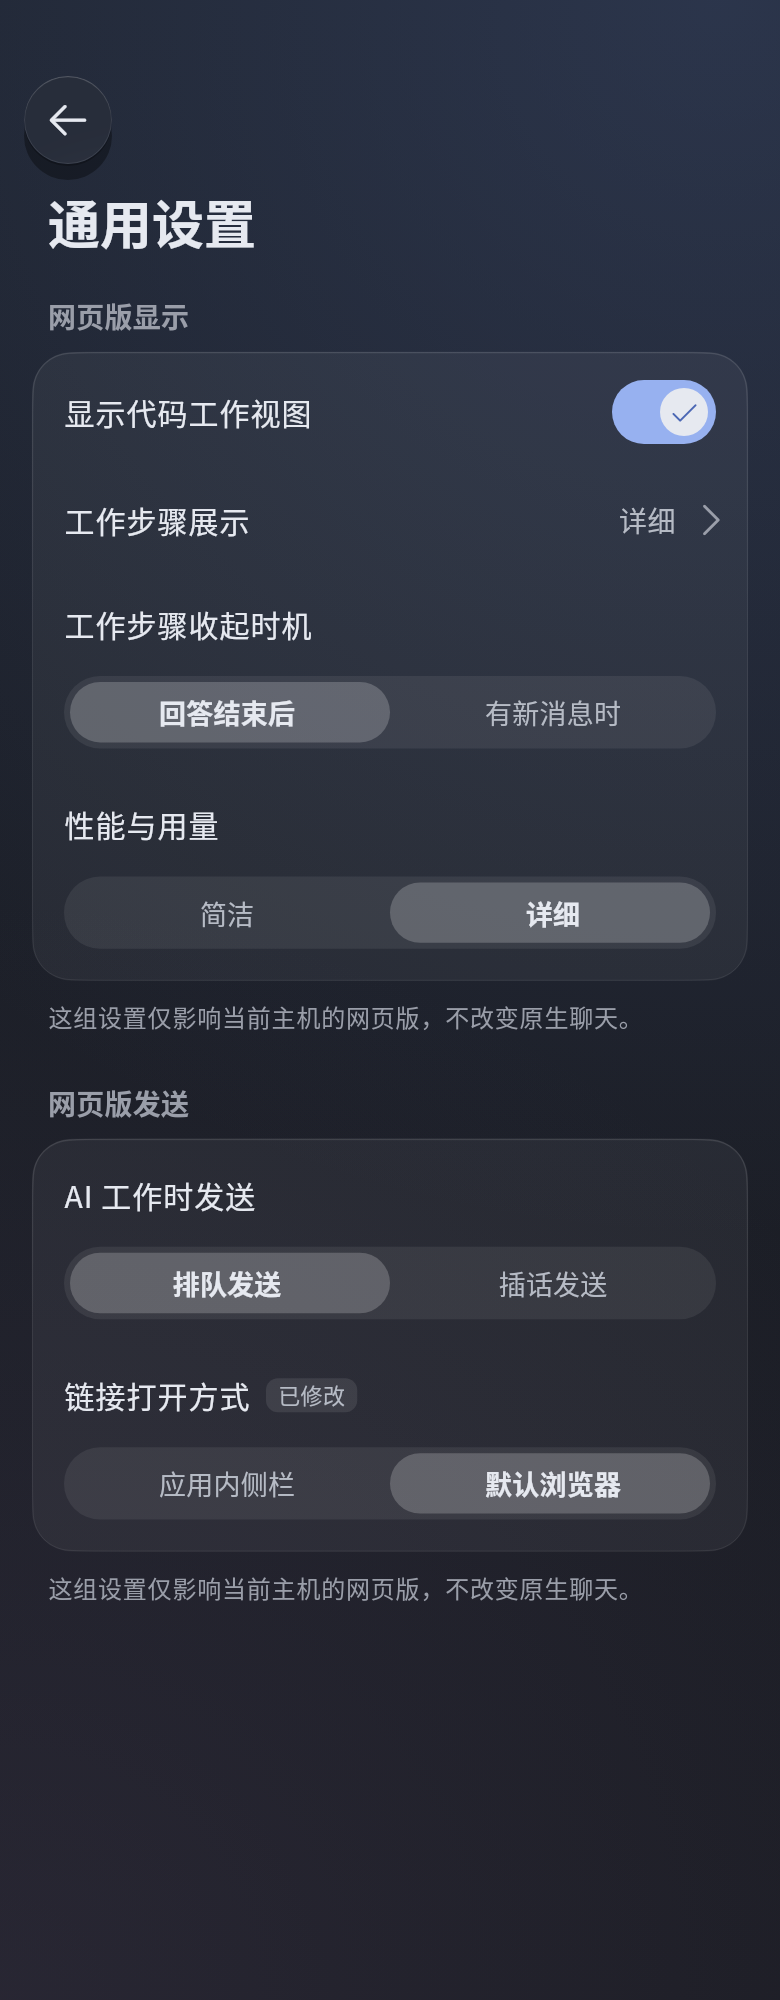 通用设置
网页版显示
显示代码工作视图
工作步骤展示 详细
工作步骤收起时机
回答结束后 有新消息时
性能与用量
简洁 详细
这组设置仅影响当前主机的网页版，不改变原生聊天。
网页版发送
AI 工作时发送
排队发送 插话发送
链接打开方式 已修改
应用内侧栏 默认浏览器
这组设置仅影响当前主机的网页版，不改变原生聊天。